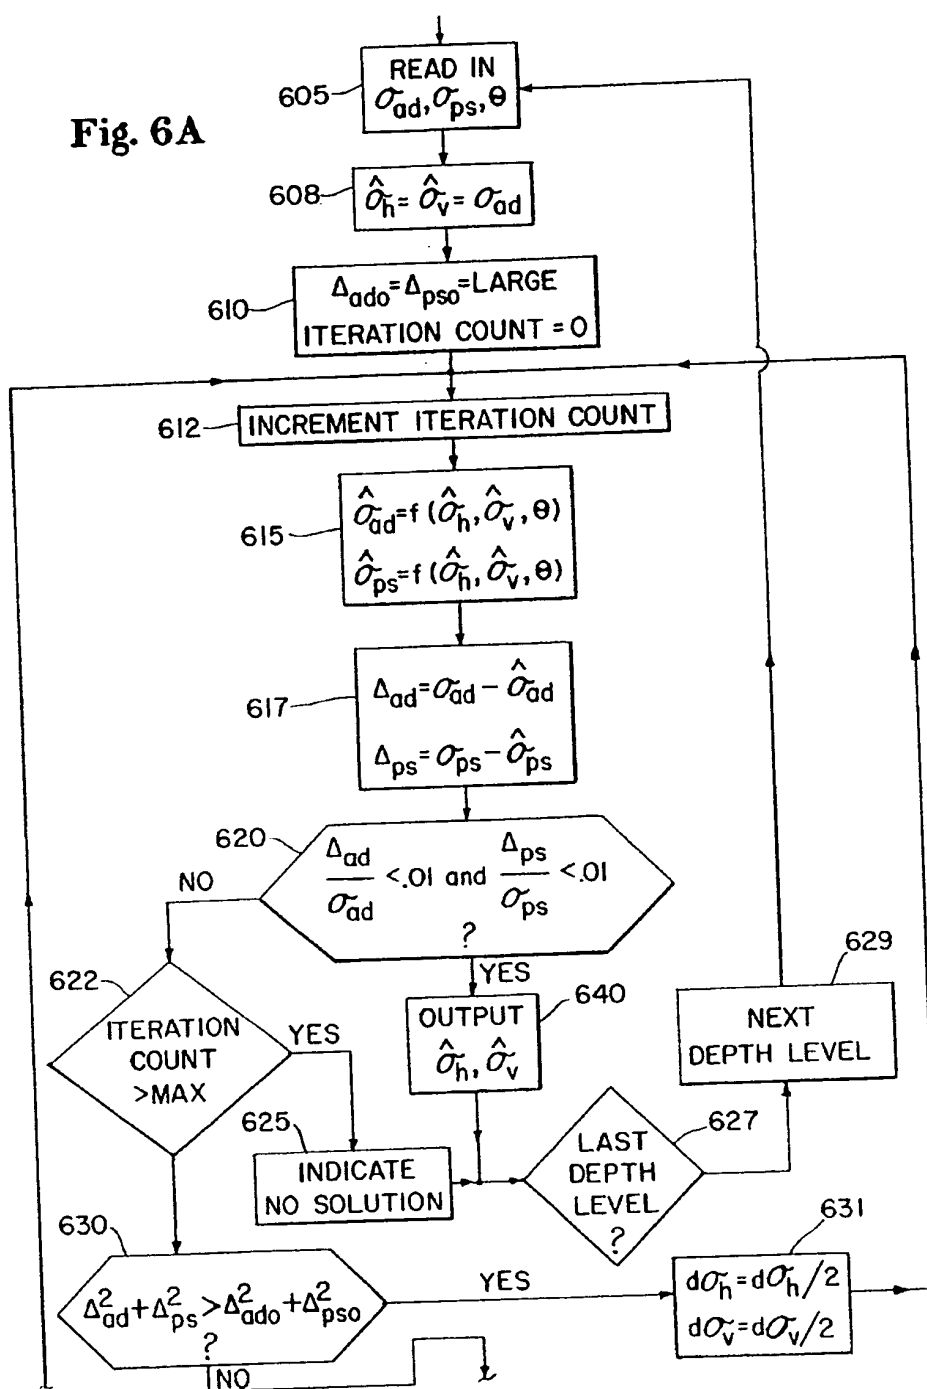 Fig. 6A
605
READ IN
σad, σps, θ
608
σ̂h = σ̂v = σad
610
Δado = Δpso = LARGE
ITERATION COUNT = 0
612
INCREMENT ITERATION COUNT
615
σ̂ad = f (σ̂h, σ̂v, θ)
σ̂ps = f (σ̂h, σ̂v, θ)
617
Δad = σad - σ̂ad
Δps = σps - σ̂ps
620
Δad/σad < .01 and Δps/σps < .01
?
NO
YES
622
ITERATION
COUNT
>MAX
YES
640
OUTPUT
σ̂h, σ̂v
629
NEXT
DEPTH LEVEL
625
INDICATE
NO SOLUTION
627
LAST
DEPTH
LEVEL
?
630
Δ²ad + Δ²ps > Δ²ado + Δ²pso
?
YES
NO
631
dσh = dσh/2
dσv = dσv/2